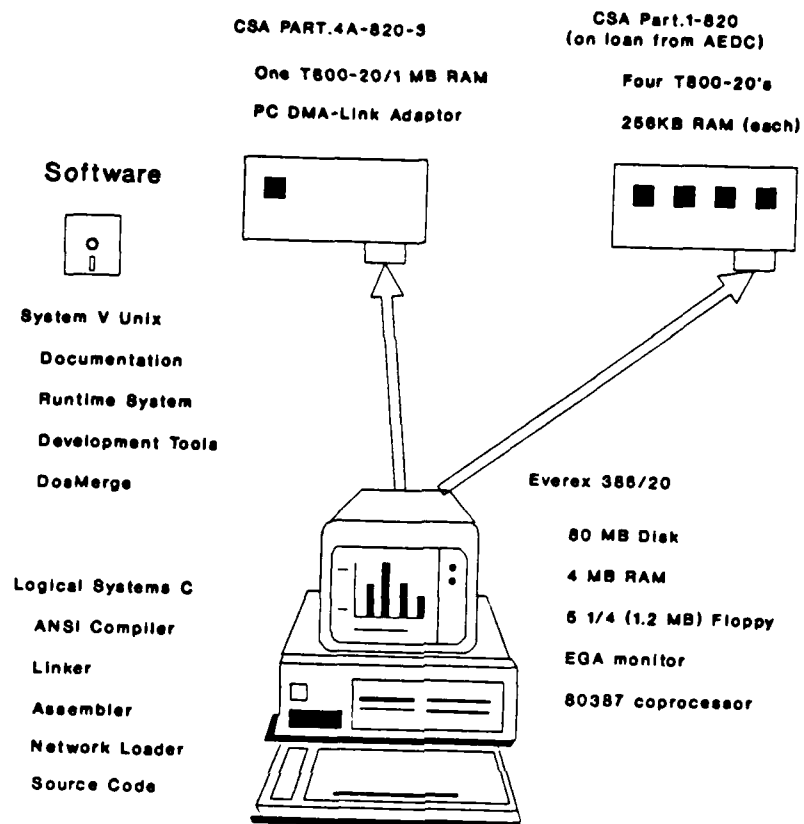 CSA PART.4A-820-3
One T800-20/1 MB RAM
PC DMA-Link Adaptor
CSA Part.1-820
(on loan from AEDC)
Four T800-20's
256KB RAM (each)
Software
System V Unix
Documentation
Runtime System
Development Tools
DosMerge
Logical Systems C
ANSI Compiler
Linker
Assembler
Network Loader
Source Code
Everex 386/20
80 MB Disk
4 MB RAM
5 1/4 (1.2 MB) Floppy
EGA monitor
80387 coprocessor